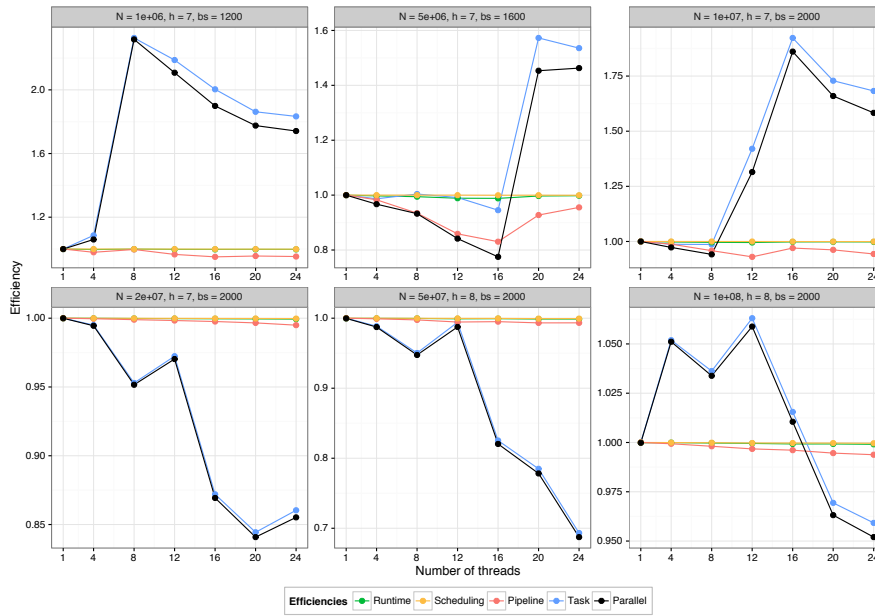 N = 1e+06, h = 7, bs = 1200
N = 5e+06, h = 7, bs = 1600
N = 1e+07, h = 7, bs = 2000
2.0
1.6
1.2
1.6
1.4
1.2
1.0
0.8
1.75
1.50
1.25
1.00
1 4 8 12 16 20 24
1 4 8 12 16 20 24
1 4 8 12 16 20 24
Efficiency
N = 2e+07, h = 7, bs = 2000
N = 5e+07, h = 8, bs = 2000
N = 1e+08, h = 8, bs = 2000
1.00
0.95
0.90
0.85
1.0
0.9
0.8
0.7
1.050
1.025
1.000
0.975
0.950
1 4 8 12 16 20 24
1 4 8 12 16 20 24
1 4 8 12 16 20 24
Number of threads
Efficiencies Runtime Scheduling Pipeline Task Parallel